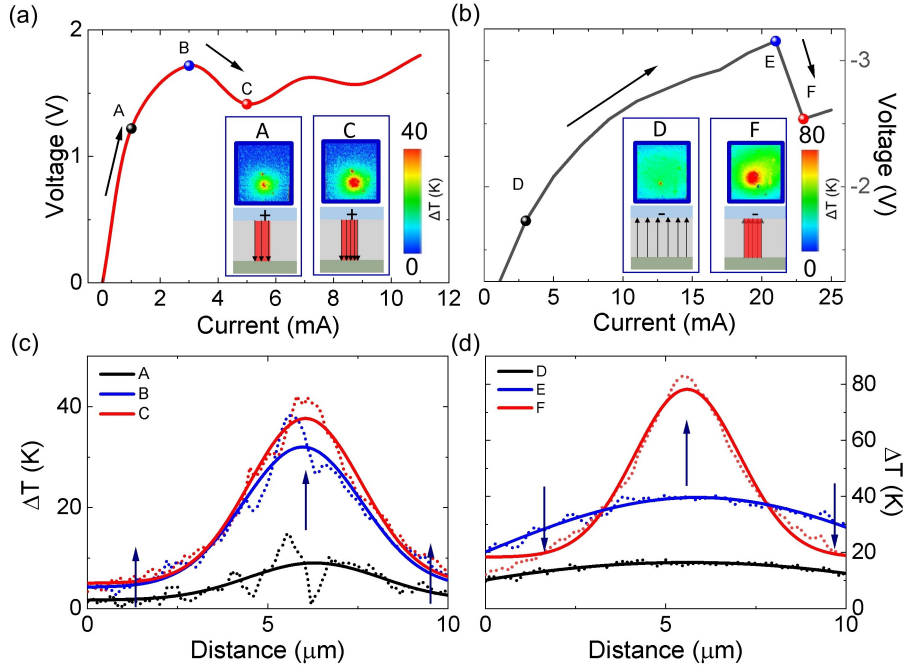 (a)
2
1
0
Voltage (V)
0 2 4 6 8 10 12
Current (mA)
A
B
C
A
C
+
+
40
0
ΔT (K)
(b)
-3
-2
Voltage (V)
0 5 10 15 20 25
Current (mA)
D
E
F
D
F
-
-
80
0
ΔT (K)
(c)
A
B
C
40
20
0
ΔT (K)
0 5 10
Distance (μm)
(d)
D
E
F
80
60
40
20
0
ΔT (K)
0 5 10
Distance (μm)